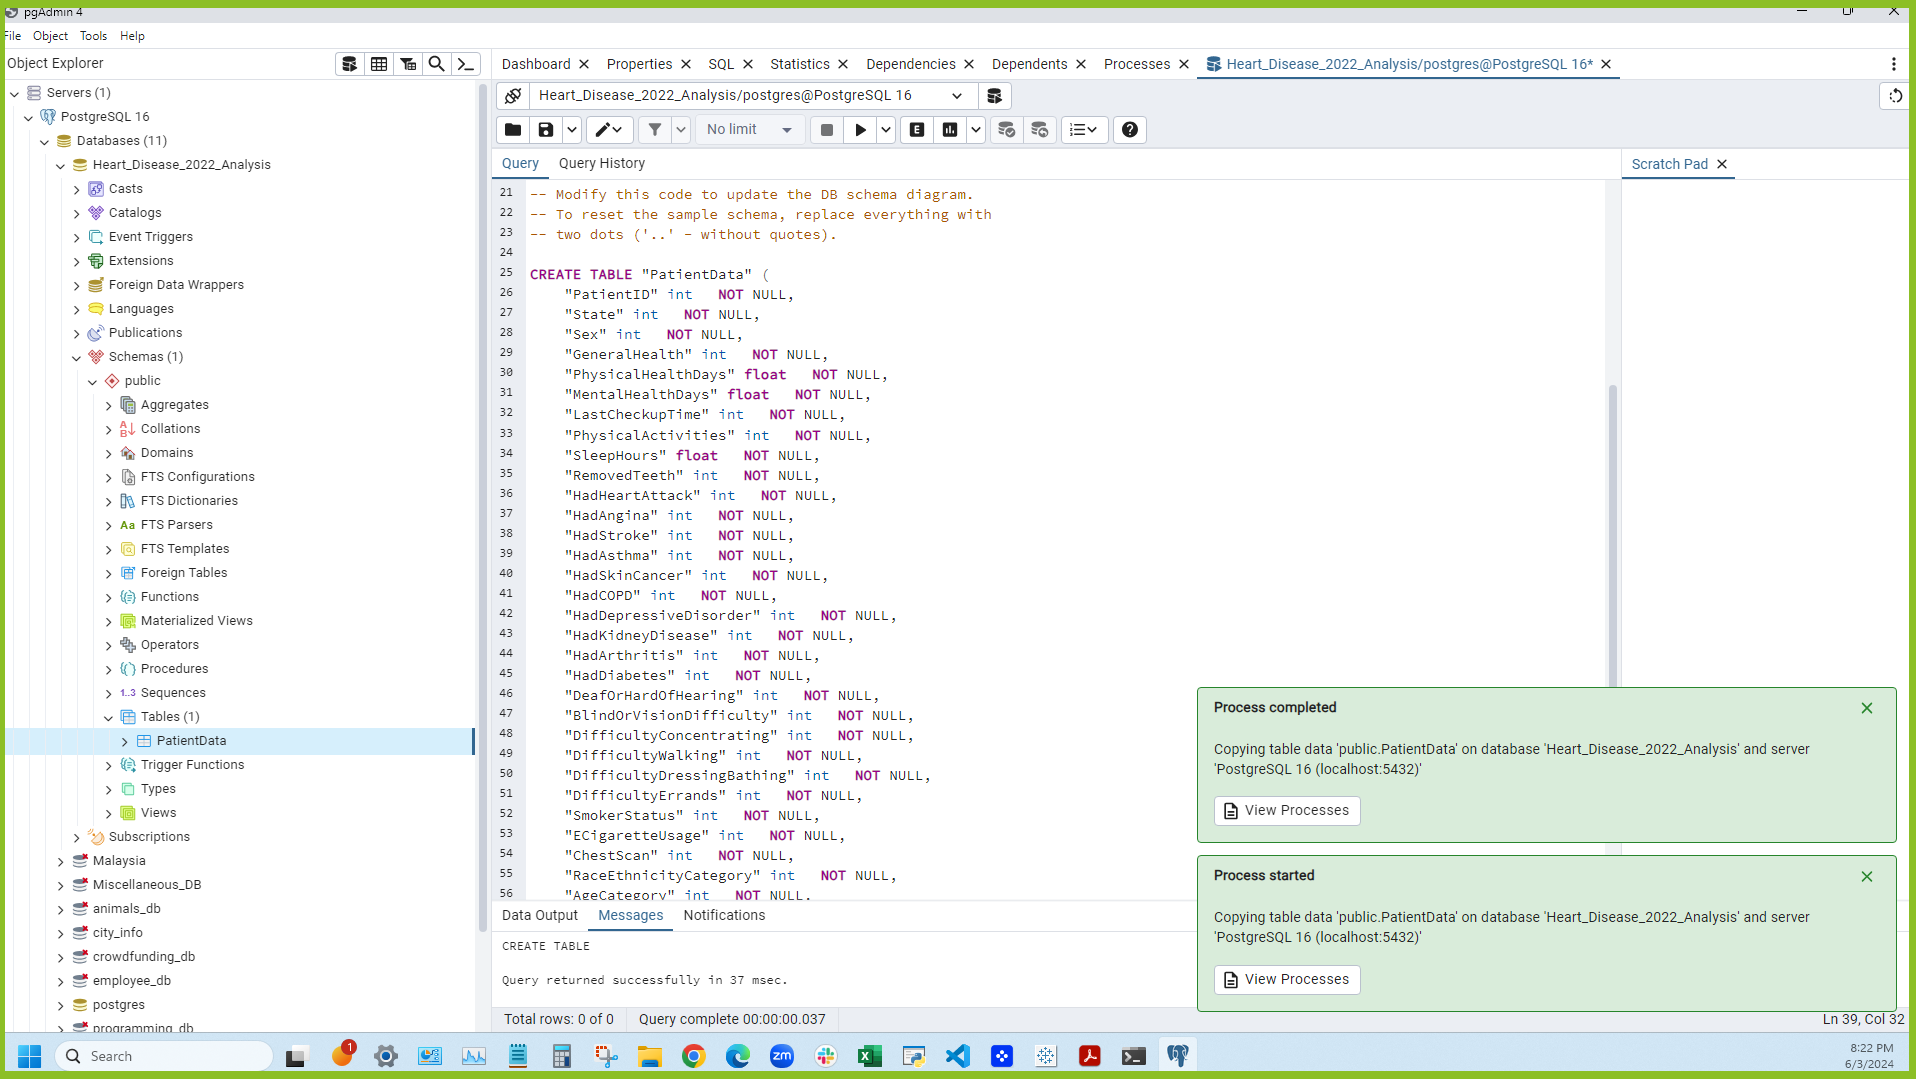 pgAdmin 4
File Object Tools Help
Object Explorer
Dashboard
Properties
SQL
Statistics
Dependencies
Dependents
Processes
Heart_Disease_2022_Analysis/postgres@PostgreSQL 16*
Servers (1)
PostgreSQL 16
Databases (11)
Heart_Disease_2022_Analysis
Casts
Catalogs
Event Triggers
Extensions
Foreign Data Wrappers
Languages
Publications
Schemas (1)
public
Aggregates
Collations
Domains
FTS Configurations
FTS Dictionaries
Aa FTS Parsers
FTS Templates
Foreign Tables
Functions
Materialized Views
Operators
Procedures
1..3 Sequences
Tables (1)
PatientData
Trigger Functions
Types
Views
Subscriptions
Malaysia
Miscellaneous_DB
animals_db
city_info
crowdfunding_db
employee_db
postgres
programming_db
Heart_Disease_2022_Analysis/postgres@PostgreSQL 16
No limit
E
Query Query History
Scratch Pad
21 -- Modify this code to update the DB schema diagram.
22 -- To reset the sample schema, replace everything with
23 -- two dots ('..' - without quotes).
24
25 CREATE TABLE "PatientData" (
26 "PatientID" int NOT NULL,
27 "State" int NOT NULL,
28 "Sex" int NOT NULL,
29 "GeneralHealth" int NOT NULL,
30 "PhysicalHealthDays" float NOT NULL,
31 "MentalHealthDays" float NOT NULL,
32 "LastCheckupTime" int NOT NULL,
33 "PhysicalActivities" int NOT NULL,
34 "SleepHours" float NOT NULL,
35 "RemovedTeeth" int NOT NULL,
36 "HadHeartAttack" int NOT NULL,
37 "HadAngina" int NOT NULL,
38 "HadStroke" int NOT NULL,
39 "HadAsthma" int NOT NULL,
40 "HadSkinCancer" int NOT NULL,
41 "HadCOPD" int NOT NULL,
42 "HadDepressiveDisorder" int NOT NULL,
43 "HadKidneyDisease" int NOT NULL,
44 "HadArthritis" int NOT NULL,
45 "HadDiabetes" int NOT NULL,
46 "DeafOrHardOfHearing" int NOT NULL,
47 "BlindOrVisionDifficulty" int NOT NULL,
48 "DifficultyConcentrating" int NOT NULL,
49 "DifficultyWalking" int NOT NULL,
50 "DifficultyDressingBathing" int NOT NULL,
51 "DifficultyErrands" int NOT NULL,
52 "SmokerStatus" int NOT NULL,
53 "ECigaretteUsage" int NOT NULL,
54 "ChestScan" int NOT NULL,
55 "RaceEthnicityCategory" int NOT NULL,
56 "AgeCategory" int NOT NULL,
Data Output Messages Notifications
CREATE TABLE
Query returned successfully in 37 msec.
Total rows: 0 of 0 Query complete 00:00:00.037
Ln 39, Col 32
Process completed
Copying table data 'public.PatientData' on database 'Heart_Disease_2022_Analysis' and server
'PostgreSQL 16 (localhost:5432)'
View Processes
Process started
Copying table data 'public.PatientData' on database 'Heart_Disease_2022_Analysis' and server
'PostgreSQL 16 (localhost:5432)'
View Processes
Search
1
zm
8:22 PM
6/3/2024